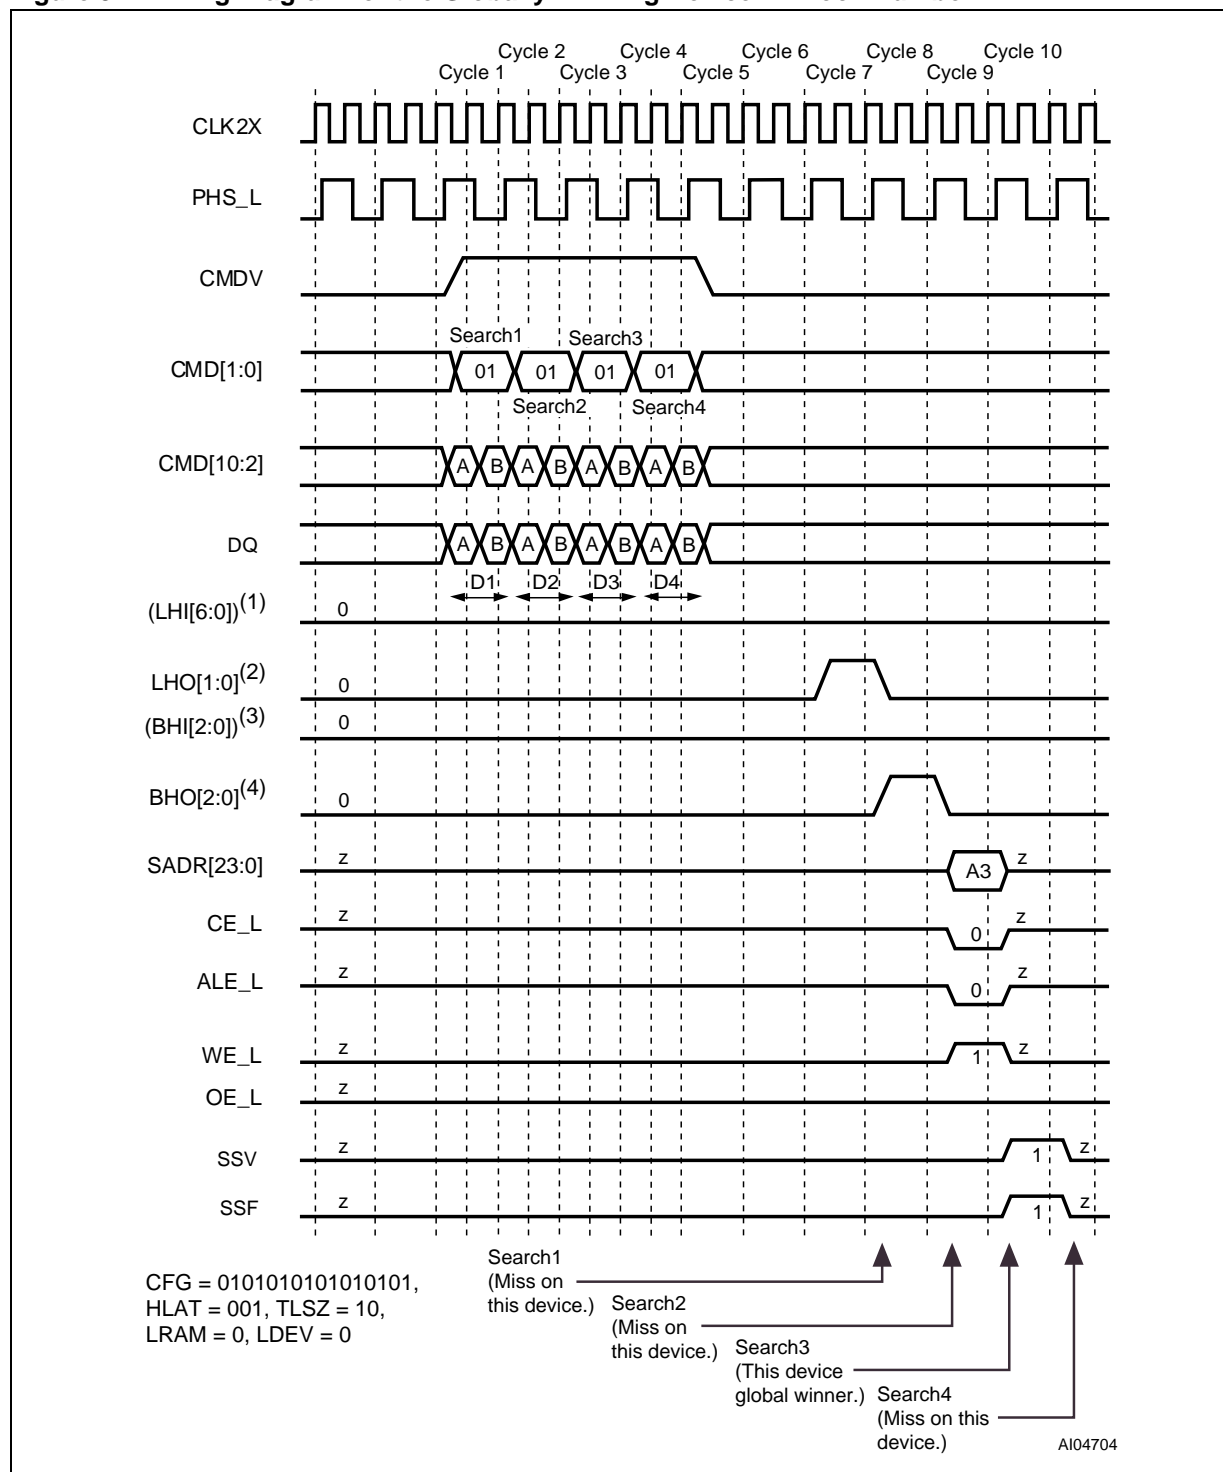 Cycle 2 Cycle 4 Cycle 6 Cycle 8 Cycle 10
Cycle 1 Cycle 3 Cycle 5 Cycle 7 Cycle 9
CLK2X
PHS_L
CMDV
Search1 Search3
CMD[1:0] 01 01 01 01
Search2 Search4
CMD[10:2] A B A B A B A B
DQ A B A B A B A B
D1 D2 D3 D4
(LHI[6:0])(1) 0
LHO[1:0](2) 0
(BHI[2:0])(3) 0
BHO[2:0](4) 0
SADR[23:0] z A3 z
CE_L z 0 z
ALE_L z 0 z
WE_L z 1 z
OE_L z
SSV z 1 z
SSF z 1 z
CFG = 0101010101010101,
HLAT = 001, TLSZ = 10,
LRAM = 0, LDEV = 0
Search1
(Miss on
this device.)
Search2
(Miss on
this device.)
Search3
(This device
global winner.)
Search4
(Miss on this
device.)
AI04704